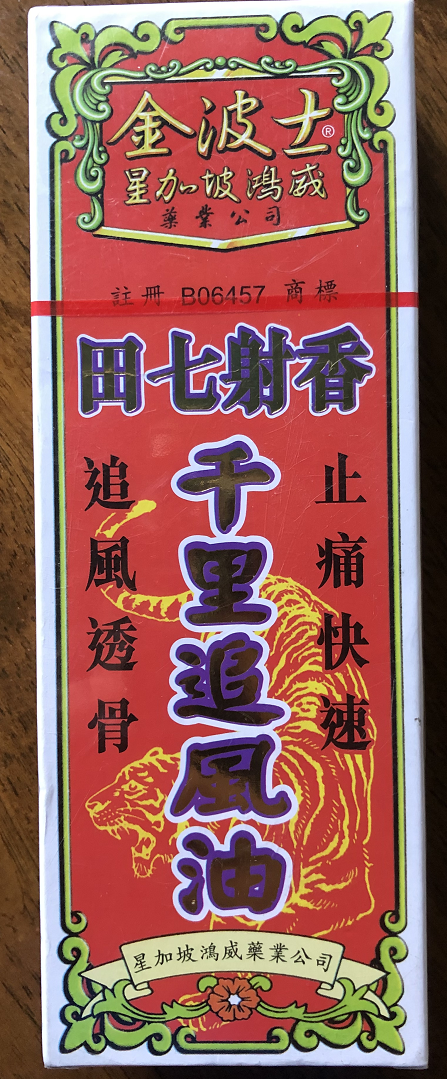 金波士®
星加坡鴻威
藥業公司
註冊 B06457 商標
田七射香
止痛快速
千里追風油
追風透骨
星加坡鴻威藥業公司